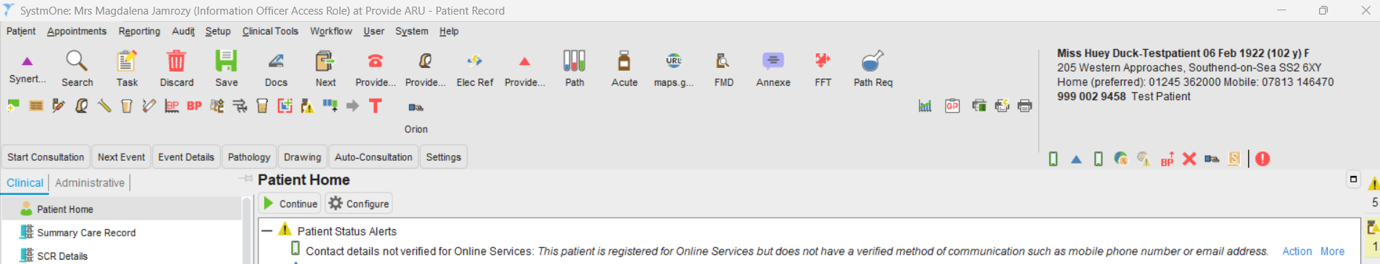 SystmOne: Mrs Magdalena Jamrozy (Information Officer Access Role) at Provide ARU - Patient Record
Patient Appointments Reporting Audit Setup Clinical Tools Workflow User System Help
Synert... Search Task Discard Save Docs Next Provide... Provide... Elec Ref Provide... Path Acute maps.g... FMD Annexe FFT Path Req
URL
Miss Huey Duck-Testpatient 06 Feb 1922 (102 y) F
205 Western Approaches, Southend-on-Sea SS2 6XY
Home (preferred): 01245 362000 Mobile: 07813 146470
999 002 9458 Test Patient
BP BP T GP
Orion
BP S
Start Consultation Next Event Event Details Pathology Drawing Auto-Consultation Settings
Clinical Administrative
Patient Home
Summary Care Record
SCR Details
Patient Home
Continue Configure
Patient Status Alerts
Contact details not verified for Online Services: This patient is registered for Online Services but does not have a verified method of communication such as mobile phone number or email address. Action More
5
1